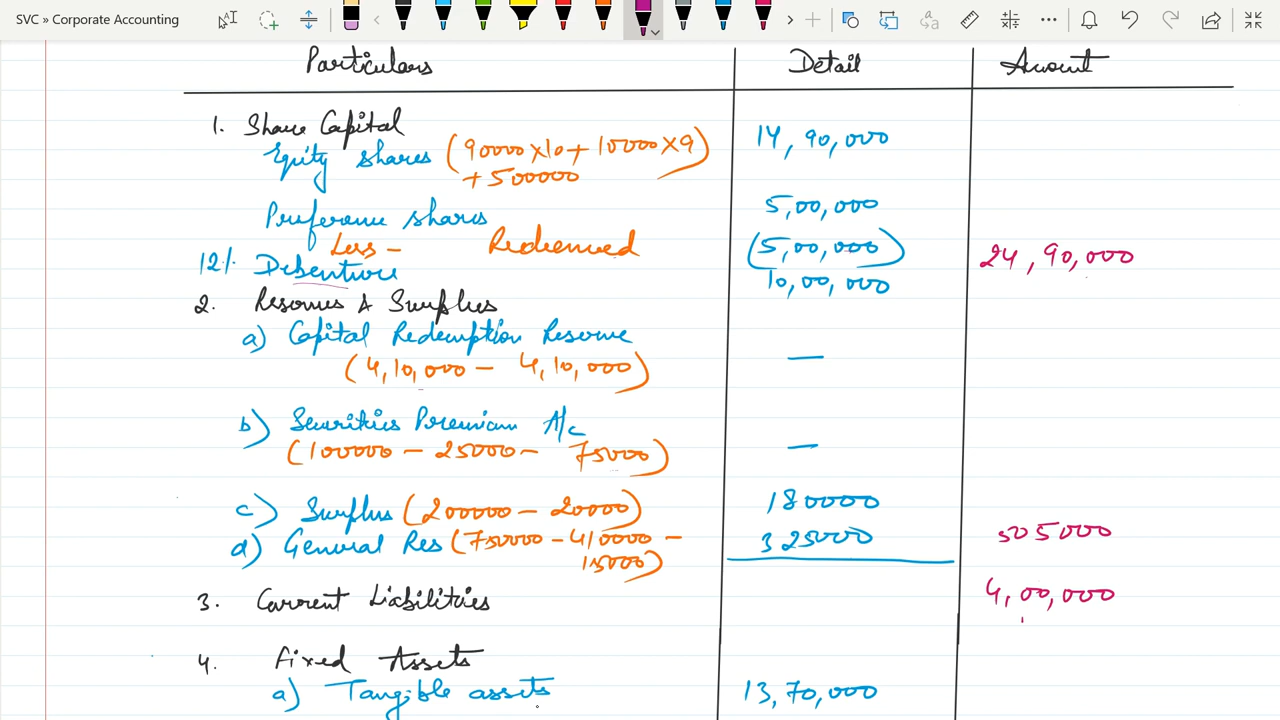 SVC » Corporate Accounting
Particulars Detail Amount
1. Share Capital
Equity shares (90000 × 10 + 10000 × 9) 14,90,000
+ 500000
Preference shares 5,00,000
Less - Redeemed (5,00,000) 24,90,000
12% Debenture 10,00,000
2. Reserves & Surplus
a) Capital Redemption Reserve
(4,10,000 - 4,10,000) —
b) Securities Premium A/c
(100000 - 25000 - 75000) —
c) Surplus (200000 - 20000) 180000
d) General Res (750000 - 410000 - 325000 505000
15000)
3. Current Liabilities 4,00,000
4. Fixed Assets
a) Tangible assets 13,70,000